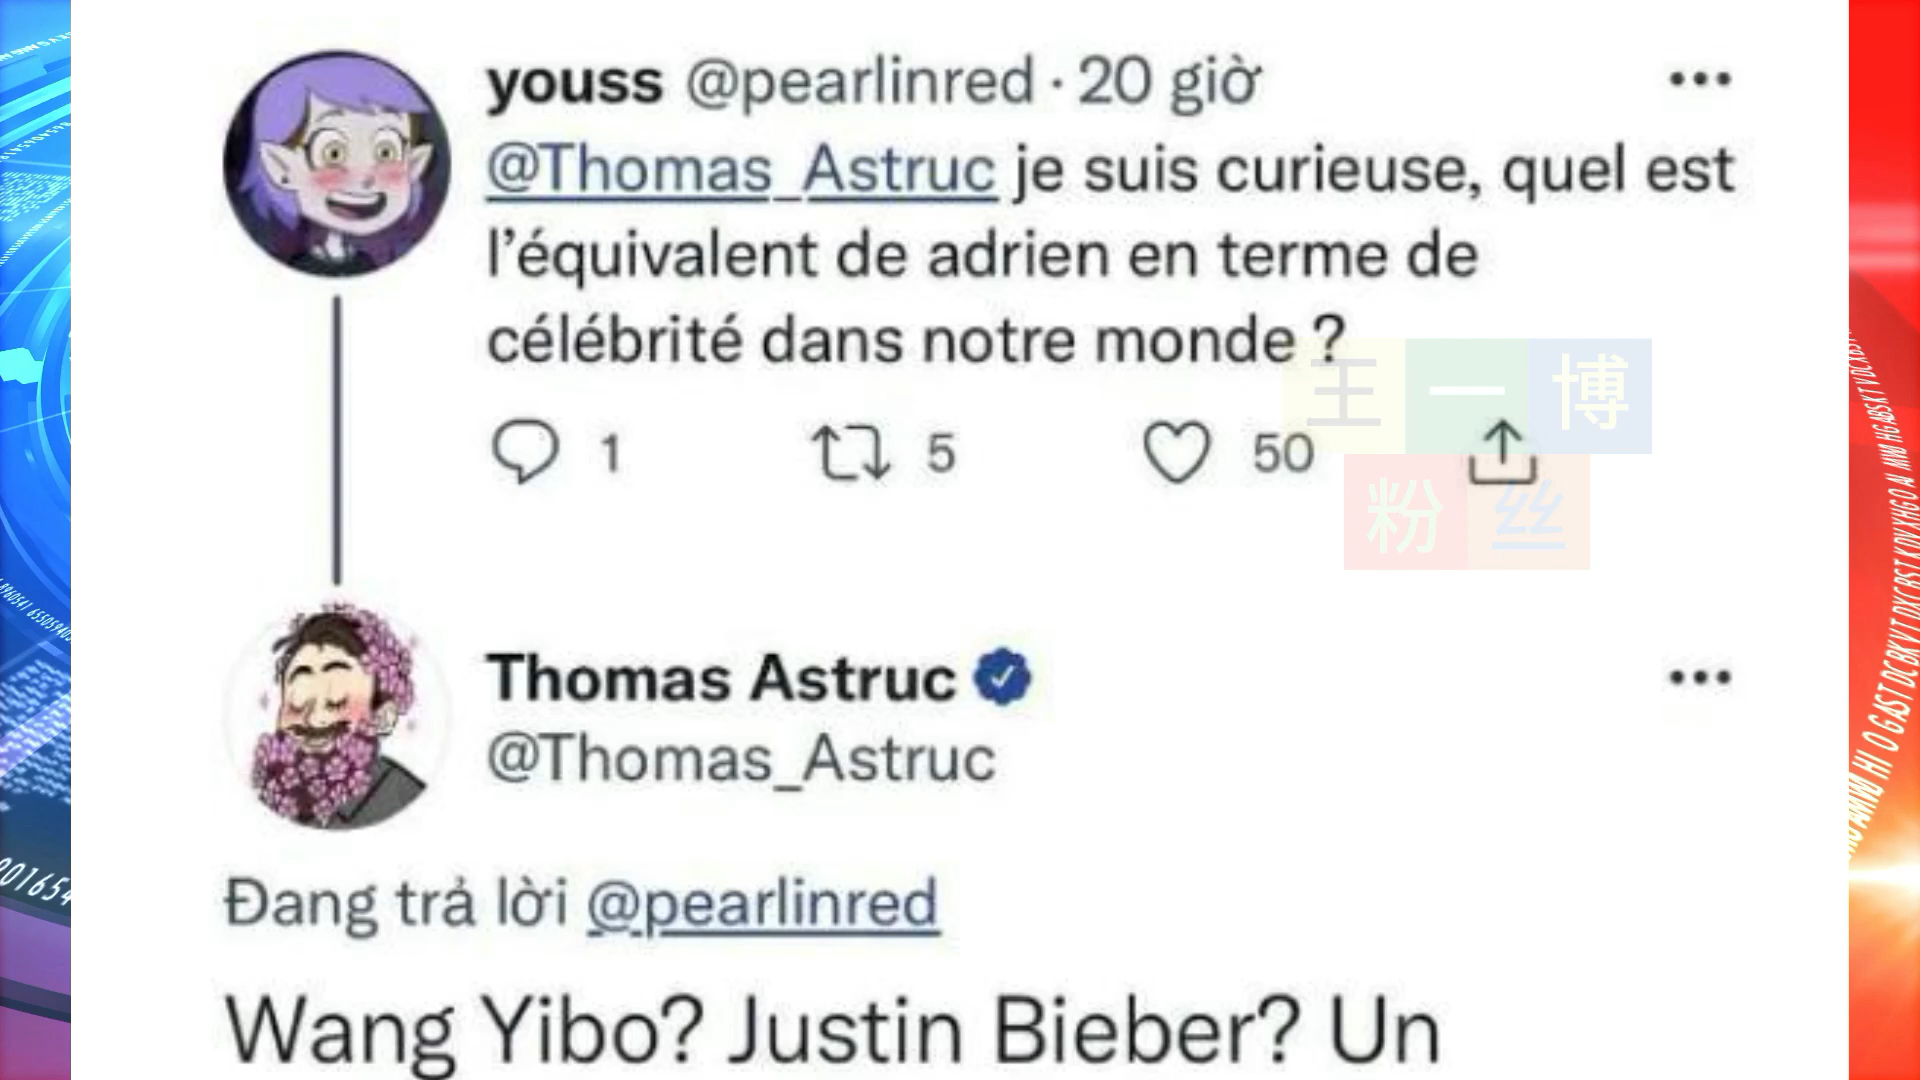 youss @pearlinred · 20 giờ
@Thomas_Astruc je suis curieuse, quel est
l’équivalent de adrien en terme de
célébrité dans notre monde ?
王一博
粉丝
1 5 50
Thomas Astruc
@Thomas_Astruc
Đang trả lời @pearlinred
Wang Yibo? Justin Bieber? Un